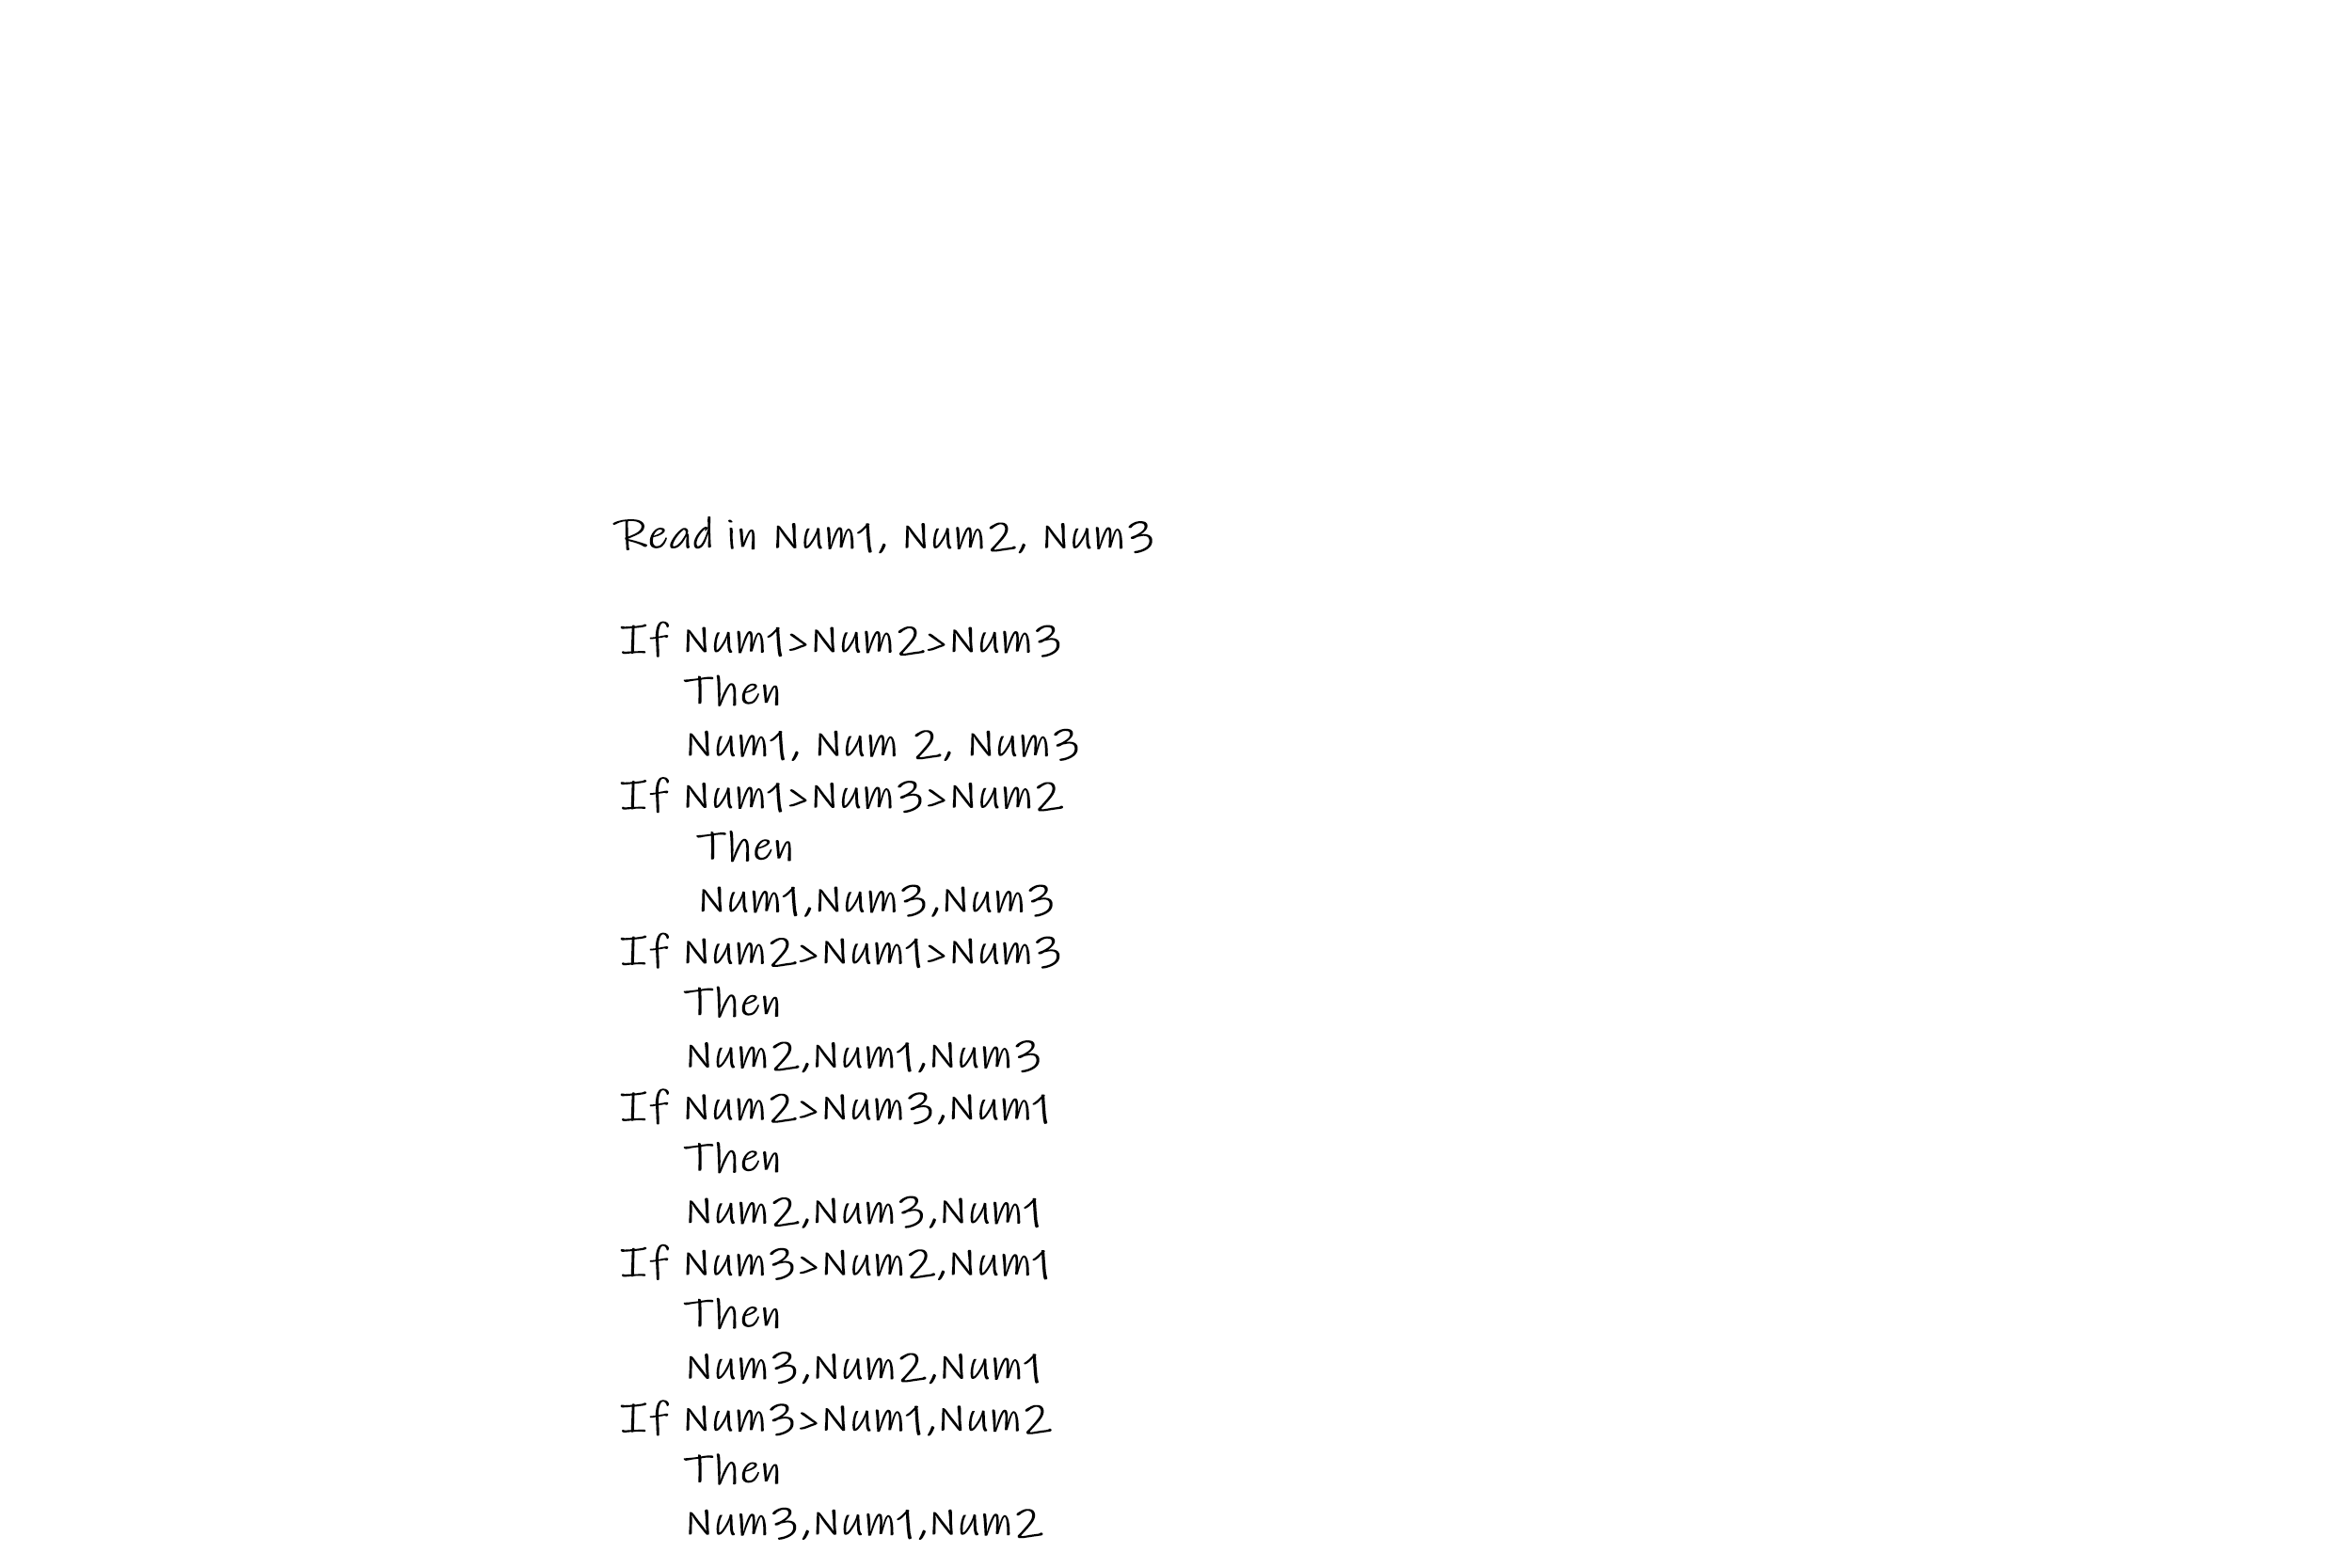 Read in Num1, Num2, Num3
If Num1>Num2>Num3
Then
Num1, Num 2, Num3
If Num1>Num3>Num2
Then
Num1,Num3,Num3
If Num2>Num1>Num3
Then
Num2,Num1,Num3
If Num2>Num3,Num1
Then
Num2,Num3,Num1
If Num3>Num2,Num1
Then
Num3,Num2,Num1
If Num3>Num1,Num2
Then
Num3,Num1,Num2